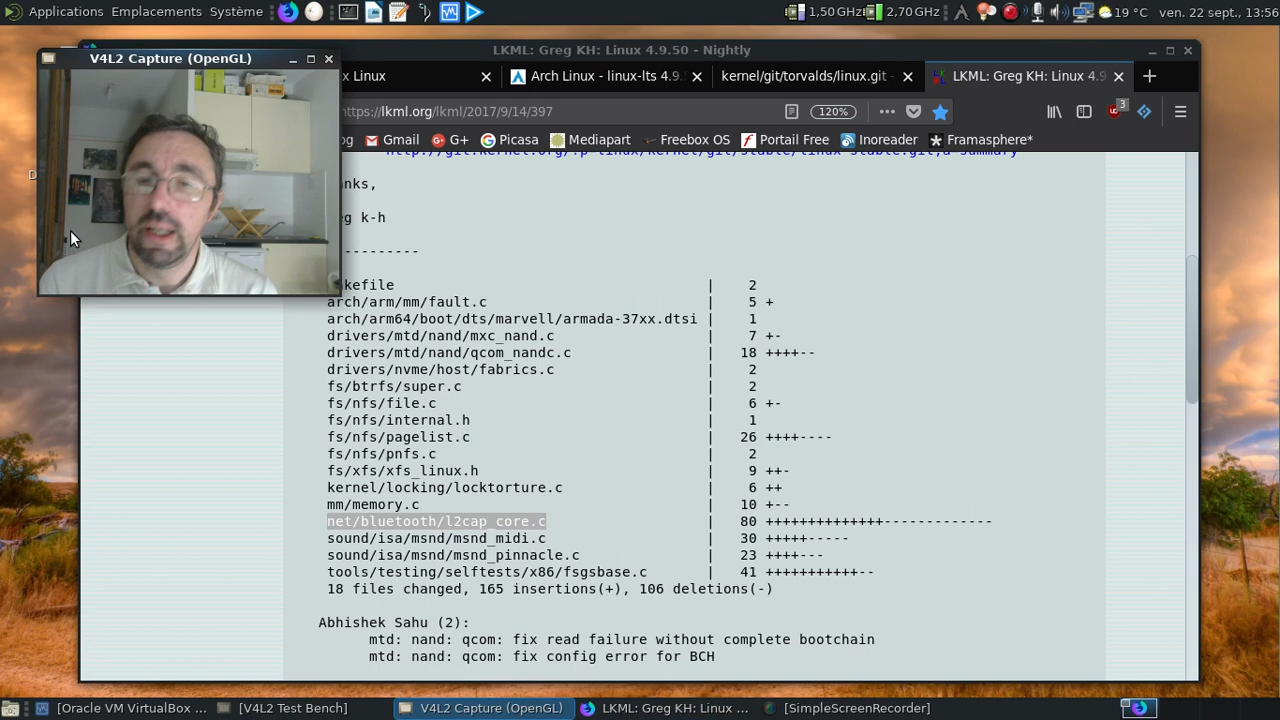 Applications Emplacements Système 1,50 GHz 2,70 GHz 19 °C ven. 22 sept., 13:56
V4L2 Capture (OpenGL)
LKML: Greg KH: Linux 4.9.50 - Nightly
x Linux
Arch Linux - linux-lts 4.9.
kernel/git/torvalds/linux.git -
LKML: Greg KH: Linux 4.9
https://lkml.org/lkml/2017/9/14/397
120%
3
og Gmail G+ Picasa Mediapart Freebox OS Portail Free Inoreader Framasphere*
anks,
eg k-h
---------
kefile | 2
arch/arm/mm/fault.c | 5 +
arch/arm64/boot/dts/marvell/armada-37xx.dtsi | 1
drivers/mtd/nand/mxc_nand.c | 7 +-
drivers/mtd/nand/qcom_nandc.c | 18 ++++--
drivers/nvme/host/fabrics.c | 2
fs/btrfs/super.c | 2
fs/nfs/file.c | 6 +-
fs/nfs/internal.h | 1
fs/nfs/pagelist.c | 26 ++++----
fs/nfs/pnfs.c | 2
fs/xfs/xfs_linux.h | 9 ++-
kernel/locking/locktorture.c | 6 ++
mm/memory.c | 10 +--
net/bluetooth/l2cap_core.c | 80 ++++++++++++++-------------
sound/isa/msnd/msnd_midi.c | 30 +++++-----
sound/isa/msnd/msnd_pinnacle.c | 23 ++++---
tools/testing/selftests/x86/fsgsbase.c | 41 +++++++++++--
18 files changed, 165 insertions(+), 106 deletions(-)
Abhishek Sahu (2):
mtd: nand: qcom: fix read failure without complete bootchain
mtd: nand: qcom: fix config error for BCH
[Oracle VM VirtualBox ... [V4L2 Test Bench] V4L2 Capture (OpenGL) LKML: Greg KH: Linux ... [SimpleScreenRecorder]